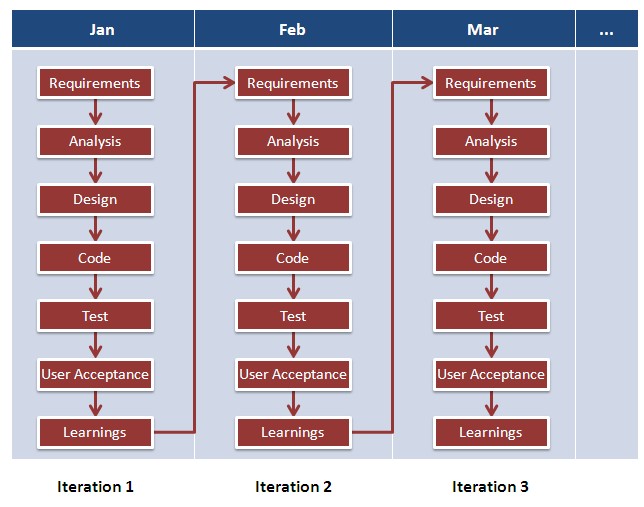 Jan Feb Mar ...
Requirements Requirements Requirements
Analysis Analysis Analysis
Design Design Design
Code Code Code
Test Test Test
User Acceptance User Acceptance User Acceptance
Learnings Learnings Learnings
Iteration 1 Iteration 2 Iteration 3